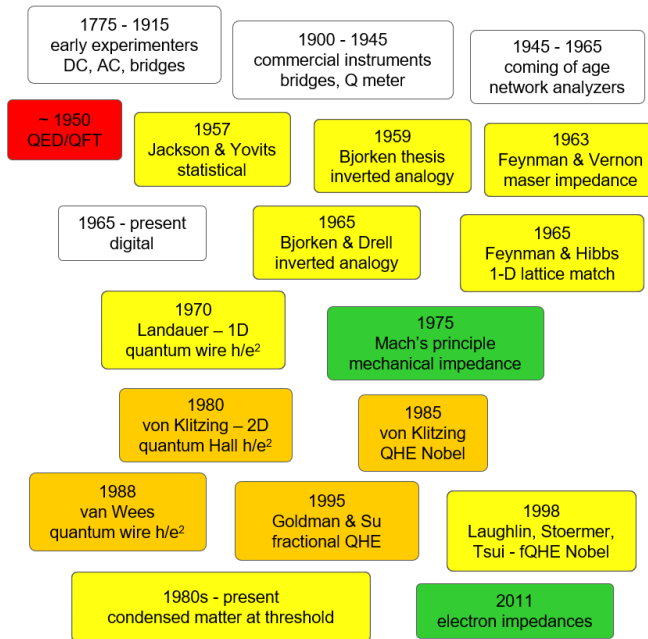 1775 - 1915
early experimenters
DC, AC, bridges
1900 - 1945
commercial instruments
bridges, Q meter
1945 - 1965
coming of age
network analyzers
~ 1950
QED/QFT
1957
Jackson & Yovits
statistical
1959
Bjorken thesis
inverted analogy
1963
Feynman & Vernon
maser impedance
1965 - present
digital
1965
Bjorken & Drell
inverted analogy
1965
Feynman & Hibbs
1-D lattice match
1970
Landauer – 1D
quantum wire h/e²
1975
Mach's principle
mechanical impedance
1980
von Klitzing – 2D
quantum Hall h/e²
1985
von Klitzing
QHE Nobel
1988
van Wees
quantum wire h/e²
1995
Goldman & Su
fractional QHE
1998
Laughlin, Stoermer,
Tsui - fQHE Nobel
1980s - present
condensed matter at threshold
2011
electron impedances